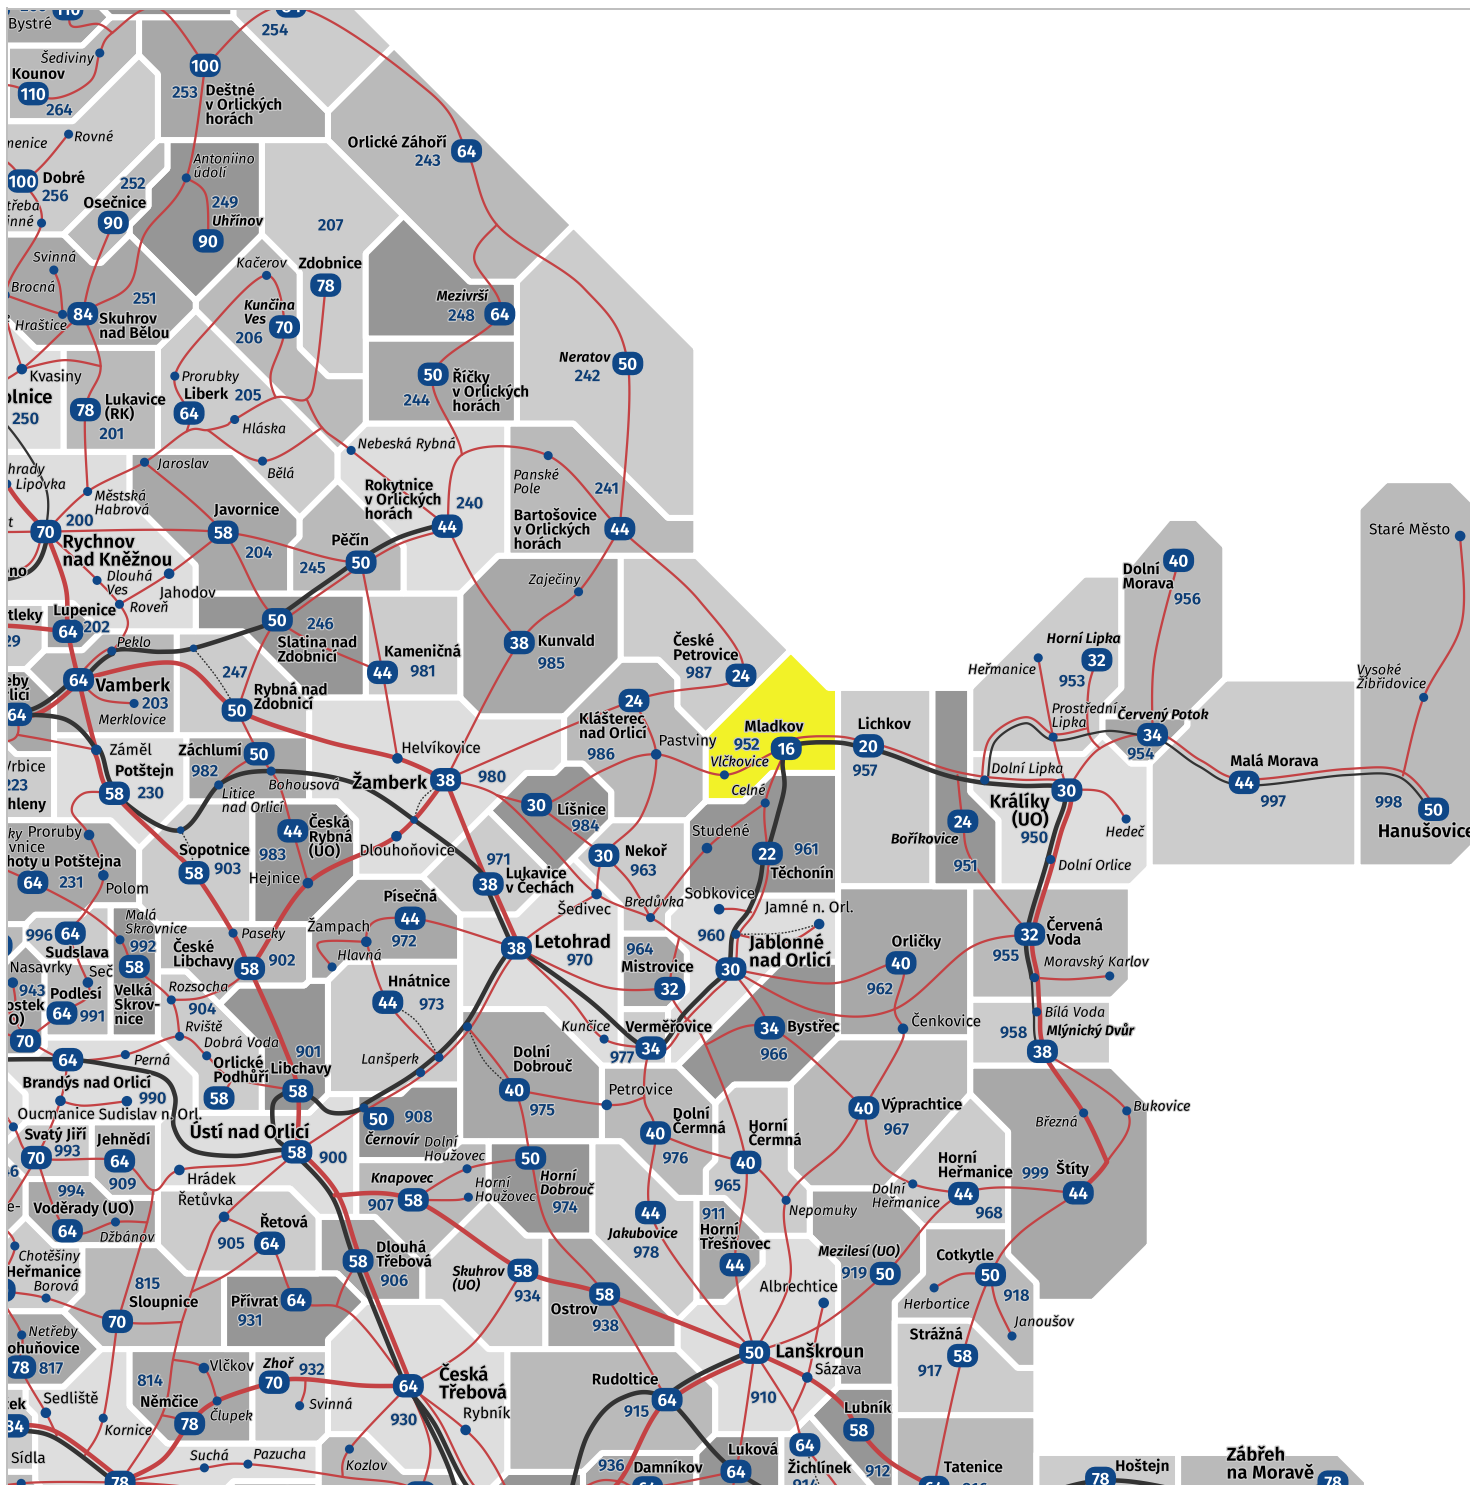 Bystré
110
254
Šediviny
100
Kounov
110
264
253
Deštné
v Orlických
horách
Rovné
Orlické Záhoří
64
243
Antoniino
údolí
100
Dobré
256
252
Osečnice
90
249
Uhřínov
90
207
Svinná
Brocná
Hraštice
84
251
Skuhrov
nad Bělou
Kačerov
Zdobnice
78
Kunčina
Ves
70
206
Mezivrší
248
64
Neratov
242
50
Kvasiny
250
78
Lukavice
(RK)
201
Prorubky
Liberk
205
64
Hláska
Bělá
50
Říčky
v Orlických
horách
244
Nebeská Rybná
Jaroslav
Lipovka
Městská
Habrová
Panské
Pole
241
Rokytnice
v Orlických
horách
240
44
Bartošovice
v Orlických
horách
44
70
200
Rychnov
nad Kněžnou
Javornice
58
204
Pěčín
245
50
Dlouhá
Ves
Jahodov
Roveň
Zaječiny
Staré Město
Dolní
Morava
40
956
Lupenice
64
202
Peklo
50
246
Slatina nad
Zdobnicí
Kameničná
44
981
38
Kunvald
985
České
Petrovice
987
24
Horní Lipka
32
953
Heřmanice
Vysoké
Žibřidovice
64
Vamberk
203
Merklovice
247
Rybná nad
Zdobnicí
50
24
Klášterec
nad Orlicí
986
Pastviny
Mladkov
952
16
Vlčkovice
Lichkov
20
957
Prostřední
Lipka
Červený Potok
34
954
64
Záměl
Potštejn
58
230
Záchlumí
50
982
Bohousová
Litice
nad Orlicí
Helvíkovice
Žamberk
38
980
Celné
Dolní Lipka
30
Králíky
(UO)
950
Malá Morava
44
997
998
50
Hanušovice
223
Proruby
44
Česká
Rybná
(UO)
983
Dlouhoňovice
30
Líšnice
984
Studené
22
961
Těchonín
24
Boříkovice
951
Hedeč
Dolní Orlice
64
231
Polom
Sopotnice
58
903
Hejnice
971
38
Lukavice
v Čechách
30
Nekoř
963
Šedivec
Bredůvka
Sobkovice
Jamné n. Orl.
Písečná
44
972
Malá
Skrovnice
992
996
64
Sudslava
Paseky
Žampach
Hlavná
38
Letohrad
970
964
Mistrovice
32
960
Jablonné
nad Orlicí
30
Orličky
40
962
32
Červená
Voda
955
Moravský Karlov
Nasavrky
Seč
943
Podlesí
64
991
58
Velká
Skrov-
nice
České
Libchavy
58
902
Rozsocha
904
Hnátnice
44
973
70
Rviště
Dobrá Voda
901
Lanšperk
Kunčice
977
Verměřovice
34
34
Bystřec
966
Čenkovice
958
Bílá Voda
Mlýnický Dvůr
38
64
Perná
Brandýs nad Orlicí
990
Orlické
Podhůří
58
Libchavy
58
Dolní
Dobrouč
40
975
Petrovice
Oucmanice
Sudislav n. Orl.
Ústí nad Orlicí
58
900
50
908
Černovír
Dolní
Houžovec
40
Dolní
Čermná
976
Horní
Čermná
40
965
40
Výprachtice
967
Březná
Bukovice
Svatý Jiří
70
993
Jehnědí
64
909
Hrádek
Řetůvka
Knapovec
907
58
Horní
Houžovec
50
Horní
Dobrouč
974
Horní
Heřmanice
44
968
Dolní
Heřmanice
999
Štíty
44
994
Voděrady (UO)
64
Džbánov
Řetová
905
64
44
Jakubovice
978
911
Horní
Třešňovec
44
Nepomuky
Chotěšiny
Borová
815
Sloupnice
70
Přívrat
64
931
58
Dlouhá
Třebová
906
Skuhrov
(UO)
58
934
58
Ostrov
938
Albrechtice
Mezilesí (UO)
919
50
Cotkytle
50
918
Herbortice
Janoušov
Netřeby
78
817
814
Vlčkov
Zhoř
932
70
Svinná
64
Česká
Třebová
930
Rybník
50
Lanškroun
Sázava
910
Strážná
58
917
Sedliště
Kornice
Němčice
78
Člupek
Rudoltice
64
915
Lubník
58
912
84
Sídla
78
Suchá
Pazucha
Kozlov
936
Damníkov
Luková
64
64
Žichlínek
Tatenice
78
Hoštejn
Zábřeh
na Moravě
78